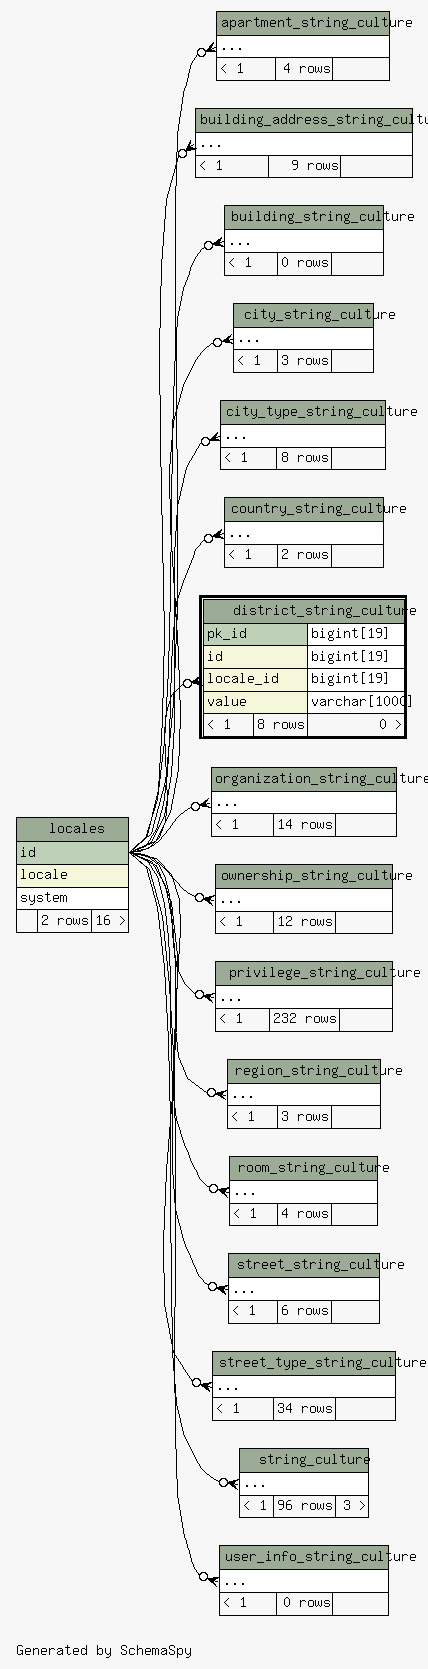 apartment_string_culture
...
< 1 4 rows
building_address_string_cultu
...
< 1 9 rows
building_string_culture
...
< 1 0 rows
city_string_culture
...
< 1 3 rows
city_type_string_culture
...
< 1 8 rows
country_string_culture
...
< 1 2 rows
district_string_culture
pk_id bigint[19]
id bigint[19]
locale_id bigint[19]
value varchar[1000]
< 1 8 rows 0 >
organization_string_culture
...
< 1 14 rows
locales
id
locale
system
2 rows 16 >
ownership_string_culture
...
< 1 12 rows
privilege_string_culture
...
< 1 232 rows
region_string_culture
...
< 1 3 rows
room_string_culture
...
< 1 4 rows
street_string_culture
...
< 1 6 rows
street_type_string_culture
...
< 1 34 rows
string_culture
...
< 1 96 rows 3 >
user_info_string_culture
...
< 1 0 rows
Generated by SchemaSpy